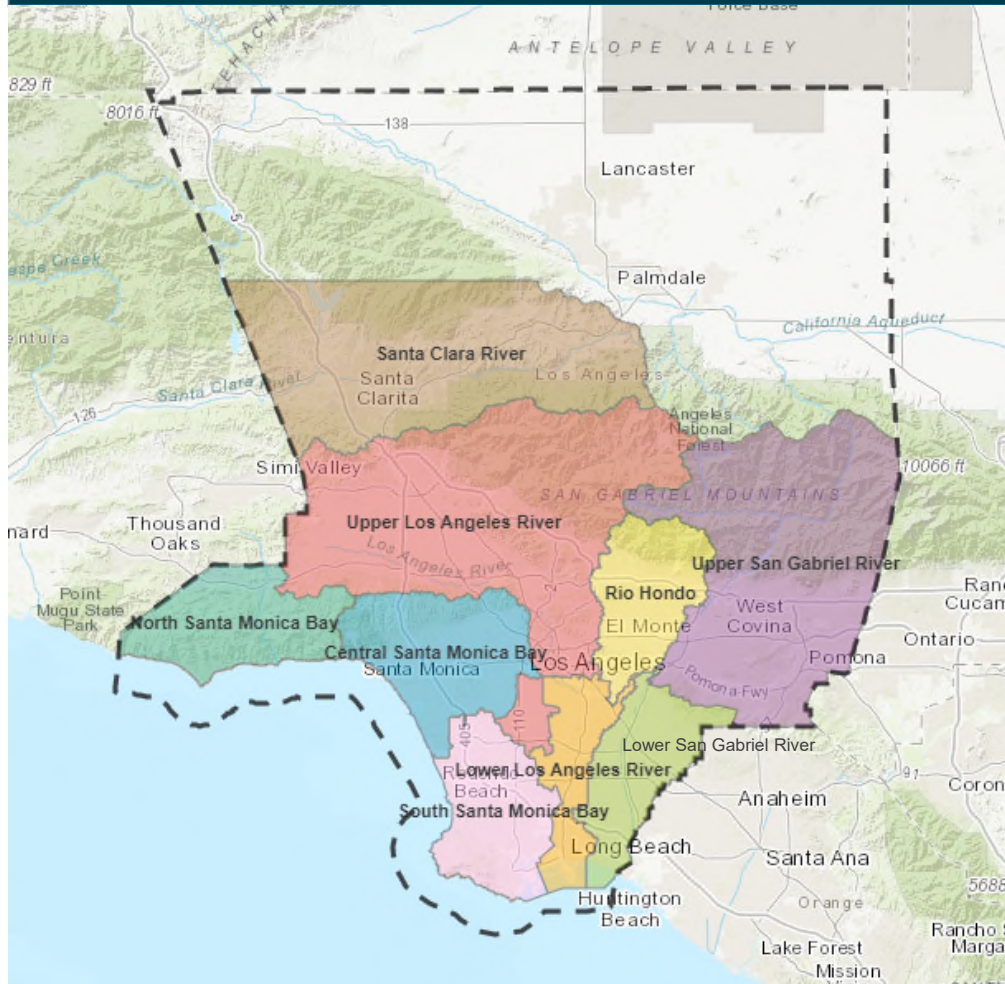 Force Base
TEHACHA
ANTELOPE VALLEY
829 ft
8016 ft
138
Lancaster
5
Palmdale
Creek
California Aqueduct
entura
Santa Clara River
Los Angeles
Santa
Clarita
Santa Clara River
126
Angeles
National
Forest
Simi Valley
10066 ft
SAN GABRIEL MOUNTAINS
Thousand
Oaks
nard
Upper Los Angeles River
Los Angeles River
Upper San Gabriel River
2
Point
Mugu State
Park
Rio Hondo
Ranc
Cucam
North Santa Monica Bay
El Monte
West
Covina
Ontario
Central Santa Monica Bay
Santa Monica
Los Angeles
Pomona
Pomona Fwy
110
405
Lower San Gabriel River
Redondo
Beach
Lower Los Angeles River
91
Coron
Anaheim
South Santa Monica Bay
Long Beach
Santa Ana
5688
Huntington
Beach
Orange
Rancho S
Marga
Lake Forest
Mission